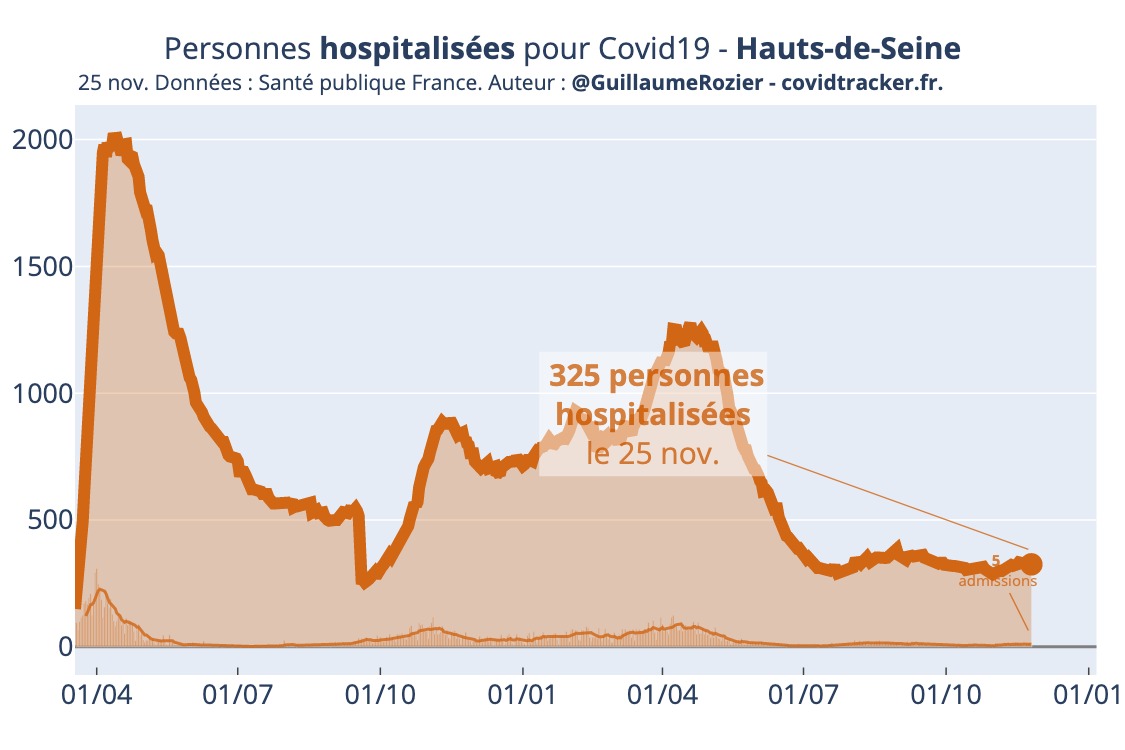 Personnes hospitalisées pour Covid19 - Hauts-de-Seine
25 nov. Données : Santé publique France. Auteur : @GuillaumeRozier - covidtracker.fr.
2000
1500
1000
500
0
325 personnes
hospitalisées
le 25 nov.
5
admissions
01/04
01/07
01/10
01/01
01/04
01/07
01/10
01/01